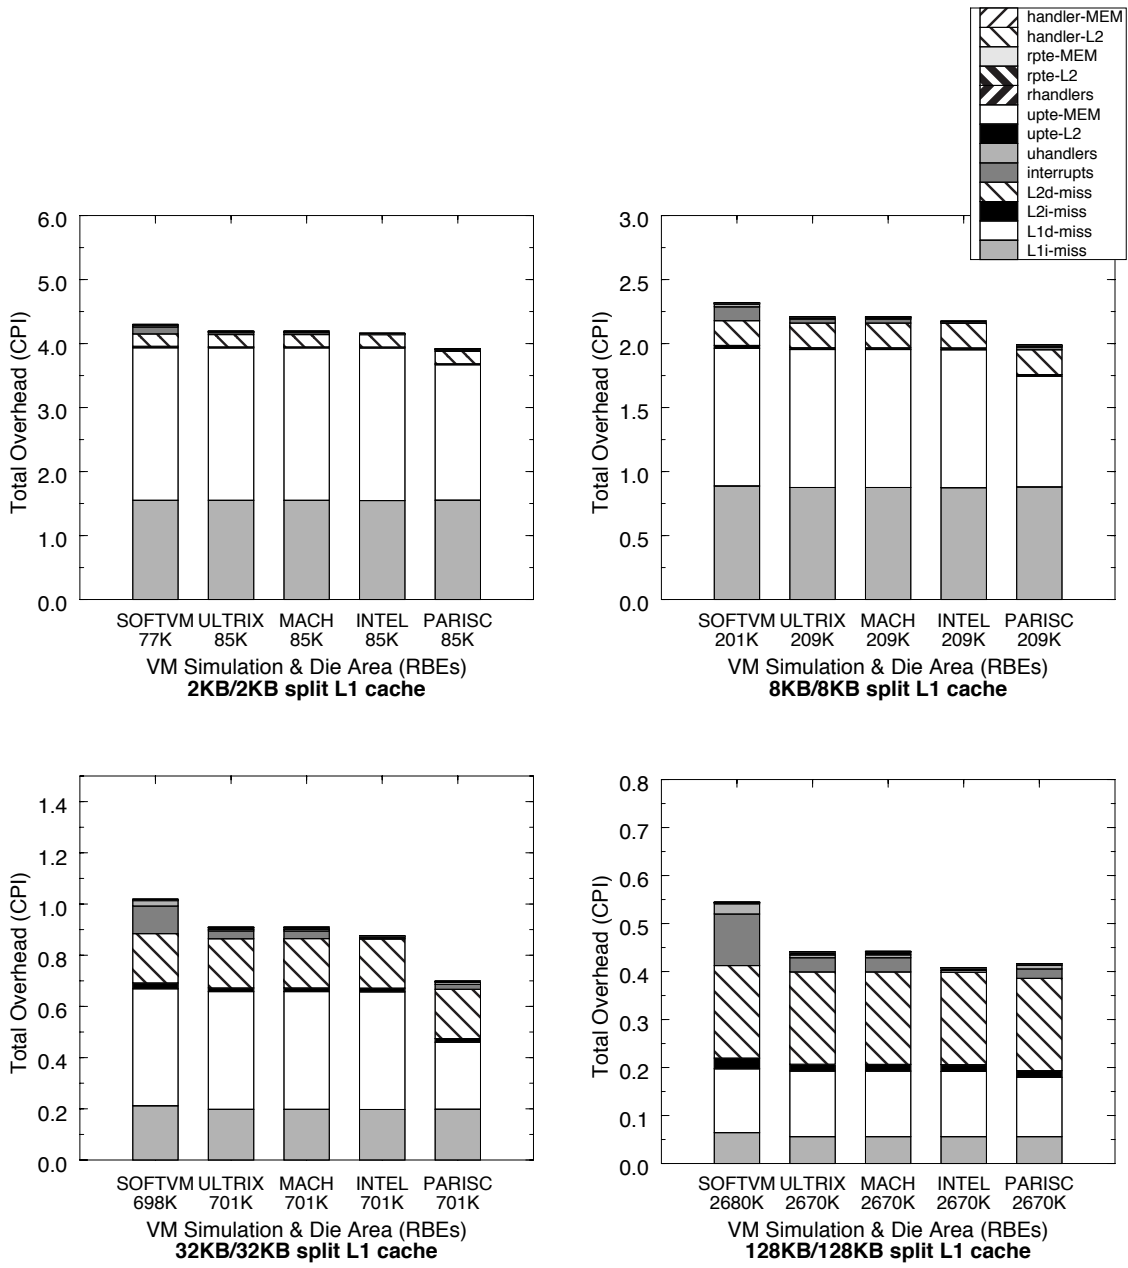 handler-MEM
handler-L2
rpte-MEM
rpte-L2
rhandlers
upte-MEM
upte-L2
uhandlers
interrupts
L2d-miss
L2i-miss
L1d-miss
L1i-miss
Total Overhead (CPI)
6.0
5.0
4.0
3.0
2.0
1.0
0.0
SOFTVM ULTRIX MACH INTEL PARISC
77K 85K 85K 85K 85K
VM Simulation & Die Area (RBEs)
2KB/2KB split L1 cache
Total Overhead (CPI)
3.0
2.5
2.0
1.5
1.0
0.5
0.0
SOFTVM ULTRIX MACH INTEL PARISC
201K 209K 209K 209K 209K
VM Simulation & Die Area (RBEs)
8KB/8KB split L1 cache
Total Overhead (CPI)
1.4
1.2
1.0
0.8
0.6
0.4
0.2
0.0
SOFTVM ULTRIX MACH INTEL PARISC
698K 701K 701K 701K 701K
VM Simulation & Die Area (RBEs)
32KB/32KB split L1 cache
Total Overhead (CPI)
0.8
0.7
0.6
0.5
0.4
0.3
0.2
0.1
0.0
SOFTVM ULTRIX MACH INTEL PARISC
2680K 2670K 2670K 2670K 2670K
VM Simulation & Die Area (RBEs)
128KB/128KB split L1 cache